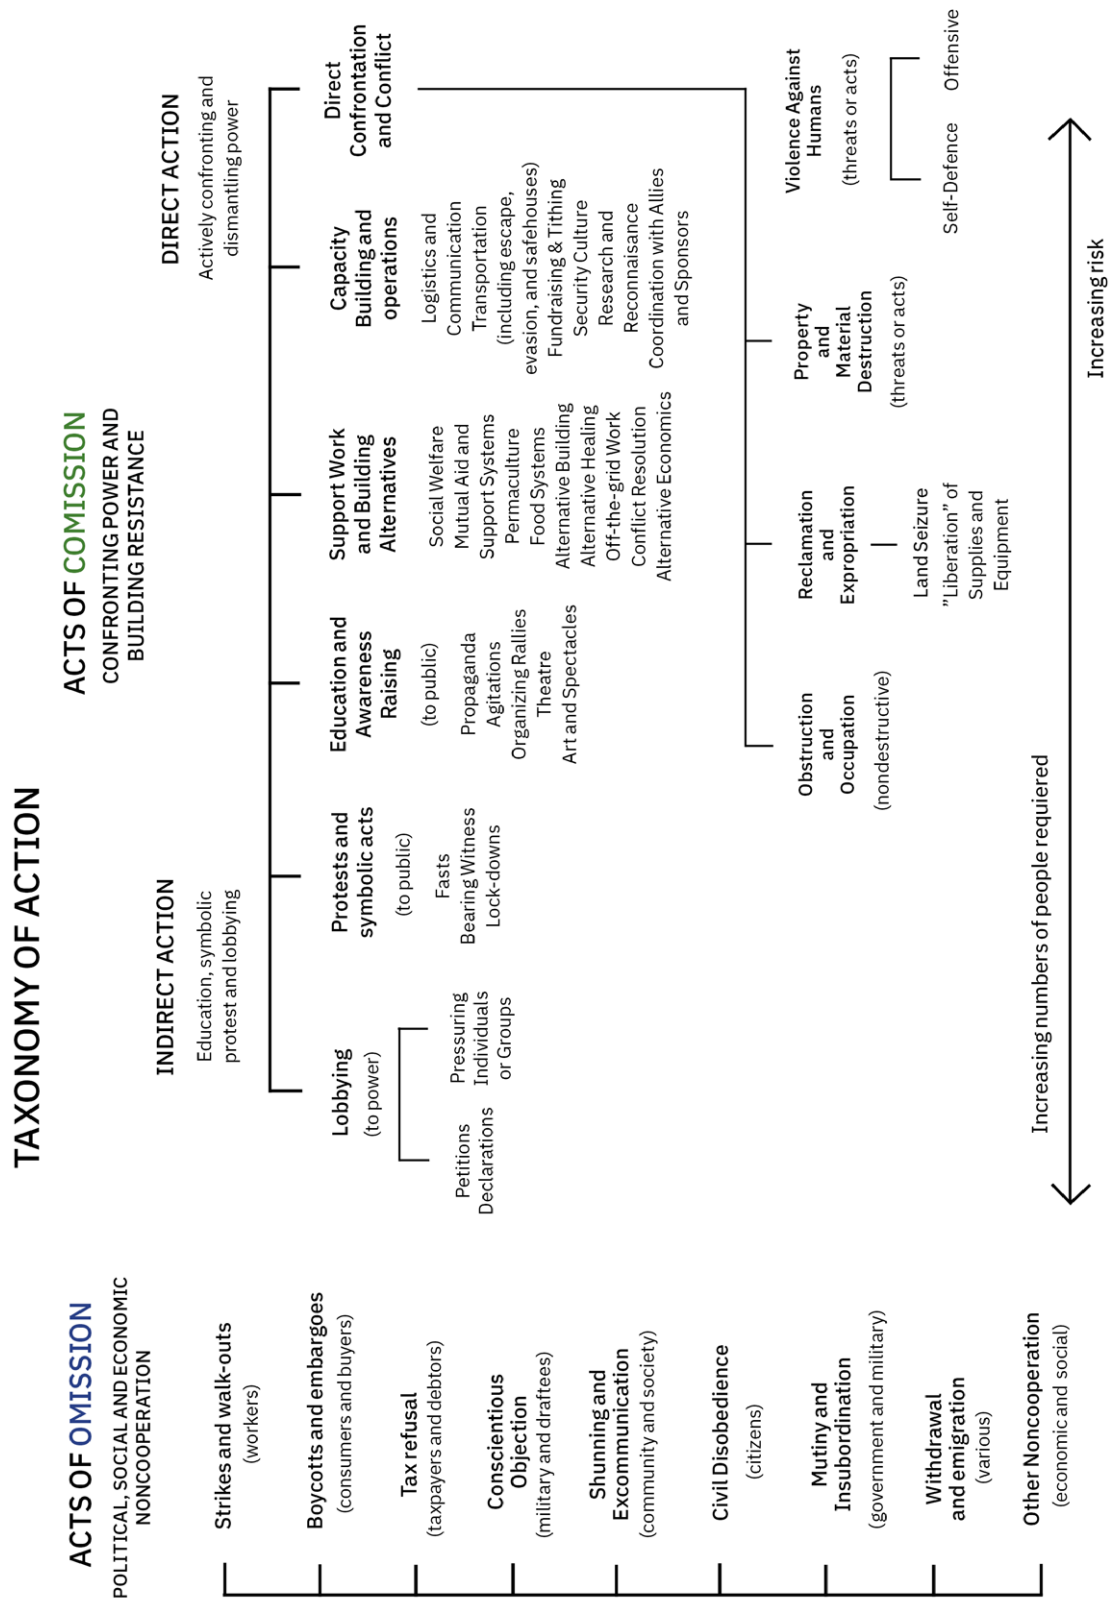 TAXONOMY OF ACTION
ACTS OF OMISSION
POLITICAL, SOCIAL AND ECONOMIC
NONCOOPERATION
Strikes and walk-outs
(workers)
Boycotts and embargoes
(consumers and buyers)
Tax refusal
(taxpayers and debtors)
Conscientious
Objection
(military and draftees)
Shunning and
Excommunication
(community and society)
Civil Disobedience
(citizens)
Mutiny and
Insubordination
(government and military)
Withdrawal
and emigration
(various)
Other Noncooperation
(economic and social)
ACTS OF COMISSION
CONFRONTING POWER AND
BUILDING RESISTANCE
INDIRECT ACTION
Education, symbolic
protest and lobbying
DIRECT ACTION
Actively confronting and
dismantling power
Lobbying
(to power)
Petitions
Declarations
Pressuring
Individuals
or Groups
Protests and
symbolic acts
(to public)
Fasts
Bearing Witness
Lock-downs
Education and
Awareness
Raising
(to public)
Propaganda
Agitations
Organizing Rallies
Theatre
Art and Spectacles
Support Work
and Building
Alternatives
Social Welfare
Mutual Aid and
Support Systems
Permaculture
Food Systems
Alternative Building
Alternative Healing
Off-the-grid Work
Conflict Resolution
Alternative Economics
Capacity
Building and
operations
Logistics and
Communication
Transportation
(including escape,
evasion, and safehouses)
Fundraising & Tithing
Security Culture
Research and
Reconnaisance
Coordination with Allies
and Sponsors
Direct
Confrontation
and Conflict
Obstruction
and
Occupation
(nondestructive)
Reclamation
and
Expropriation
Land Seizure
"Liberation" of
Supplies and
Equipment
Property
and
Material
Destruction
(threats or acts)
Violence Against
Humans
(threats or acts)
Self-Defence
Offensive
Increasing numbers of people requiered
Increasing risk